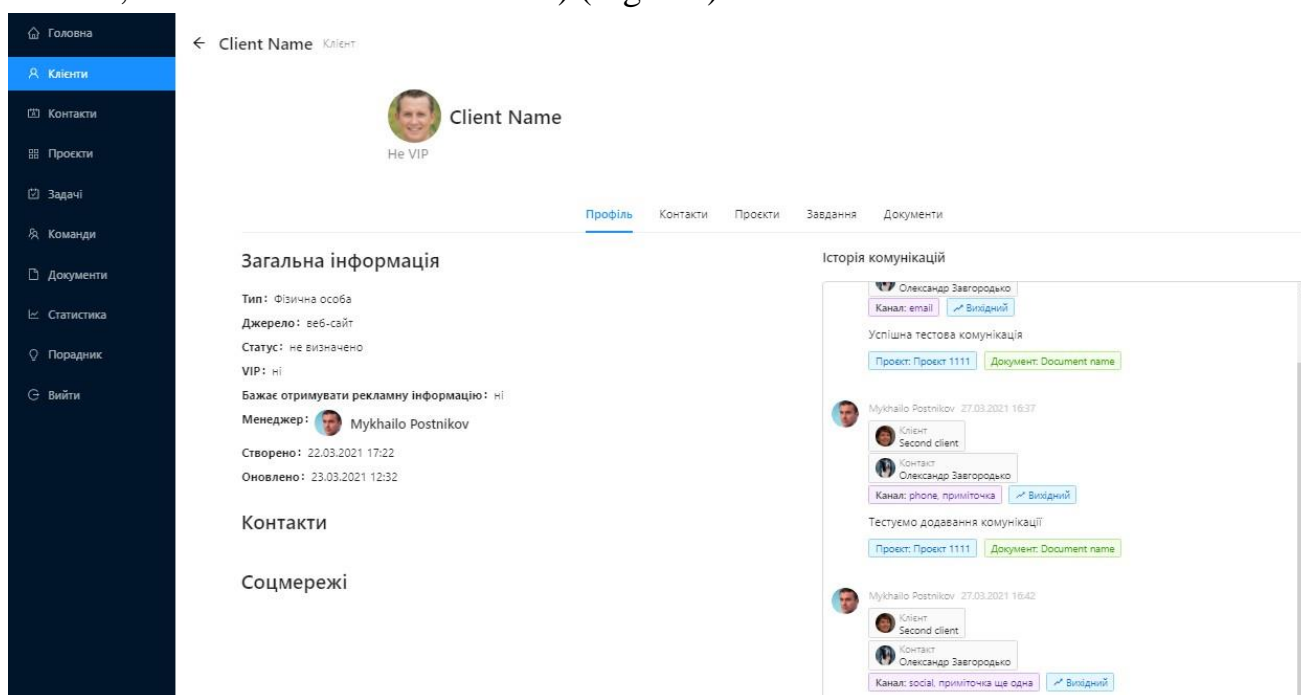 Головна
Клієнти
Контакти
Проєкти
Задачі
Команди
Документи
Статистика
Порадник
Вийти
Client Name Клієнт
Client Name
Не VIP
Профіль Контакти Проєкти Завдання Документи
Загальна інформація
Тип: Фізична особа
Джерело: веб-сайт
Статус: не визначено
VIP: ні
Бажає отримувати рекламну інформацію: ні
Менеджер: Mykhailo Postnikov
Створено: 22.03.2021 17:22
Оновлено: 23.03.2021 12:32
Контакти
Соцмережі
Історія комунікацій
Олександр Завгородько
Канал: email Вихідний
Успішна тестова комунікація
Проєкт: Проєкт 1111 Документ: Document name
Mykhailo Postnikov 27.03.2021 16:37
Клієнт
Second client
Контакт
Олександр Завгородько
Канал: phone, приміточка Вихідний
Тестуємо додавання комунікації
Проєкт: Проєкт 1111 Документ: Document name
Mykhailo Postnikov 27.03.2021 16:42
Клієнт
Second client
Контакт
Олександр Завгородько
Канал: social, приміточка ще одна Вихідний